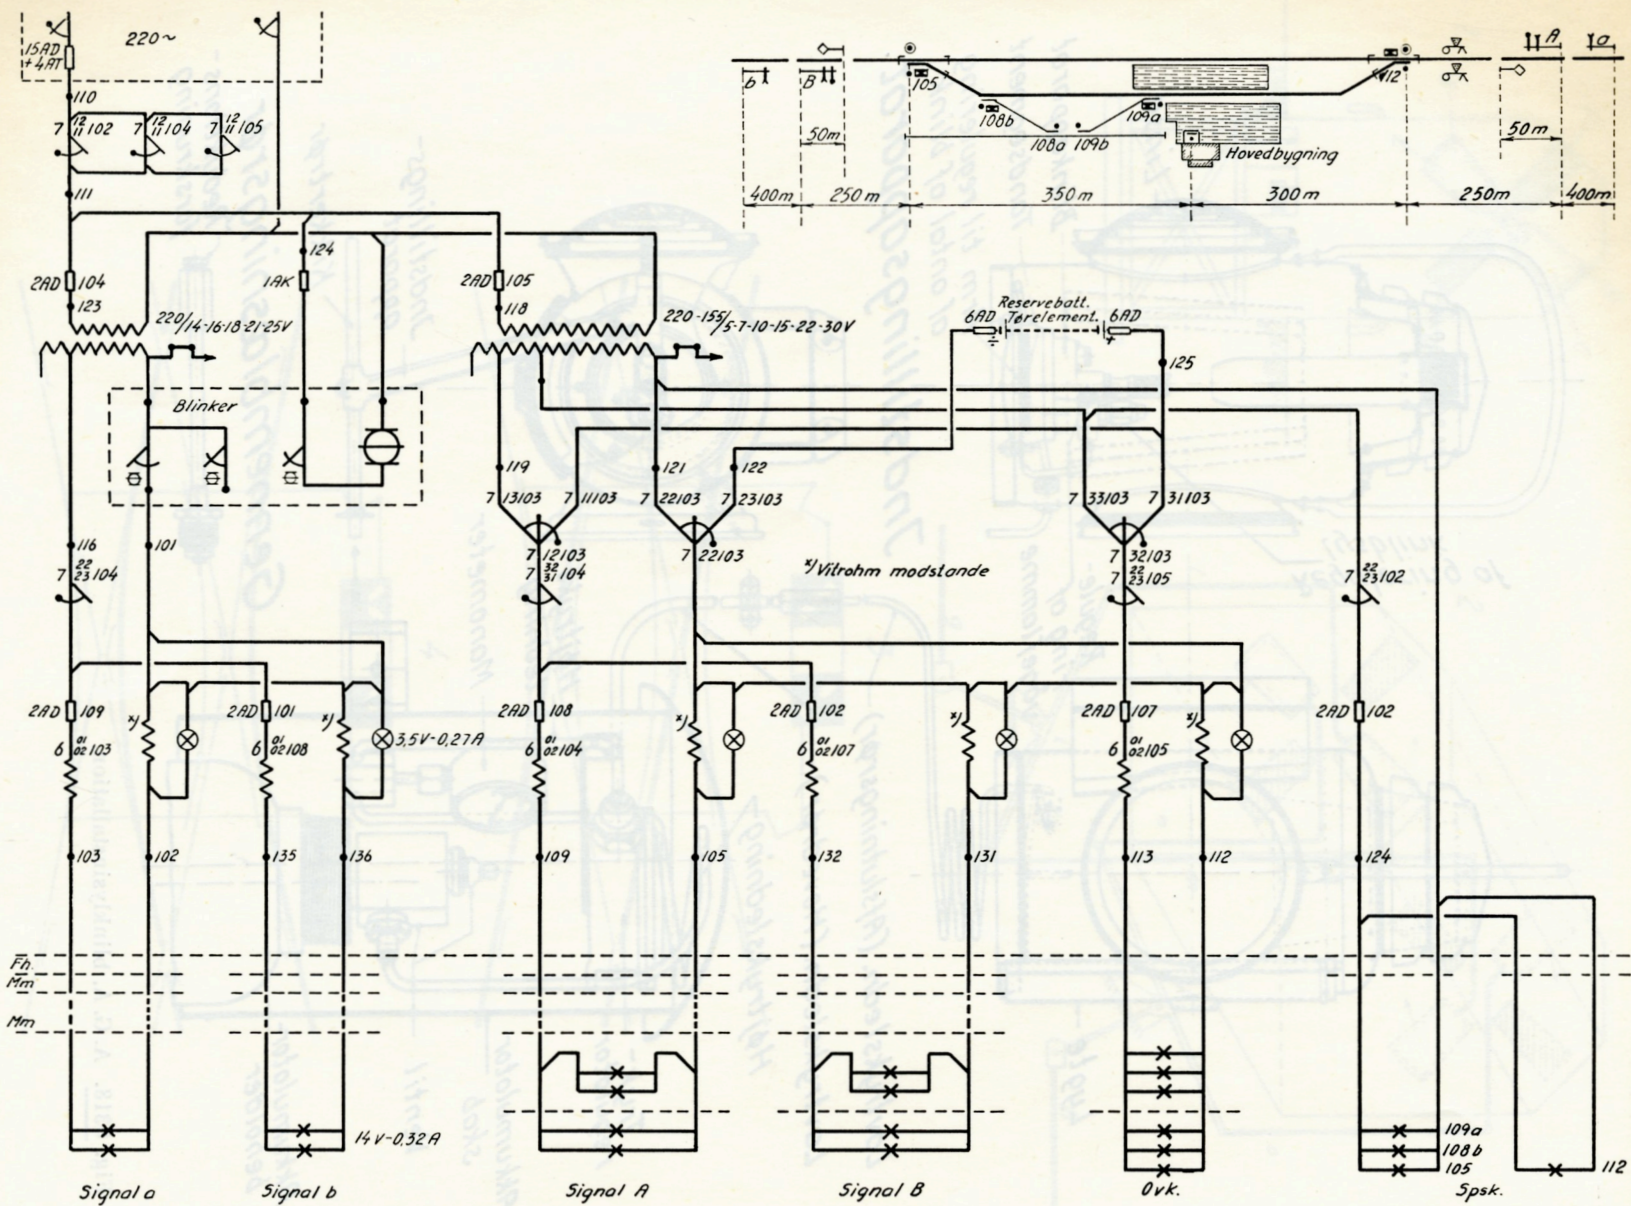 15AD
+4AT
220~
110
7 12/11 102
7 12/11 104
7 12/11 105
111
2AD 104
123
124
1AK
2AD 105
118
220/14-16-18-21-25V
220-155/5-7-10-15-22-30V
Blinker
Reservebatt.
Tørelement.
6AD
6AD
125
119
121
122
7 13103
7 11103
7 22103
7 23103
7 33103
7 31103
116
101
7 22/23 104
7 12103
7 32/31 104
7 22103
x) Vitrohm modstande
7 32103
7 22/23 105
7 22/23 102
2AD 109
x)
2AD 101
x)
3,5V-0,27A
2AD 108
x)
2AD 102
x)
2AD 107
x)
2AD 102
6 01/02 103
6 01/02 108
6 01/02 104
6 01/02 107
6 01/02 105
103
102
135
136
109
105
132
131
113
112
124
Fh.
Mm
Mm
14V-0,32A
109a
108b
105
112
Signal a
Signal b
Signal A
Signal B
Ovk.
Spsk.
b
B
105
108b
108a
109b
109a
112
A
a
50m
50m
Hovedbygning
400m
250m
350m
300m
250m
400m